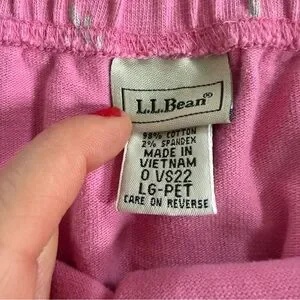 L.L.Bean®
98% COTTON
2% SPANDEX
MADE IN
VIETNAM
0 VS22
LG-PET
CARE ON REVERSE